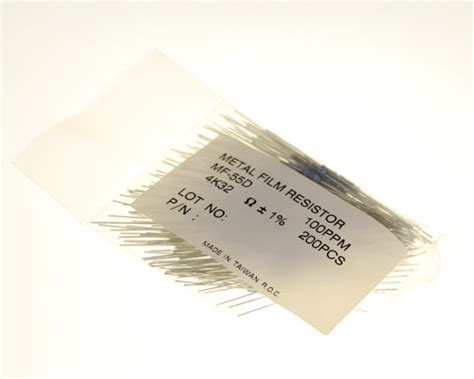 METAL FILM RESISTOR
MF-55D 100PPM
4K32 Ω ± 1% 200PCS
LOT NO:
P/N :
MADE IN TAIWAN R.O.C